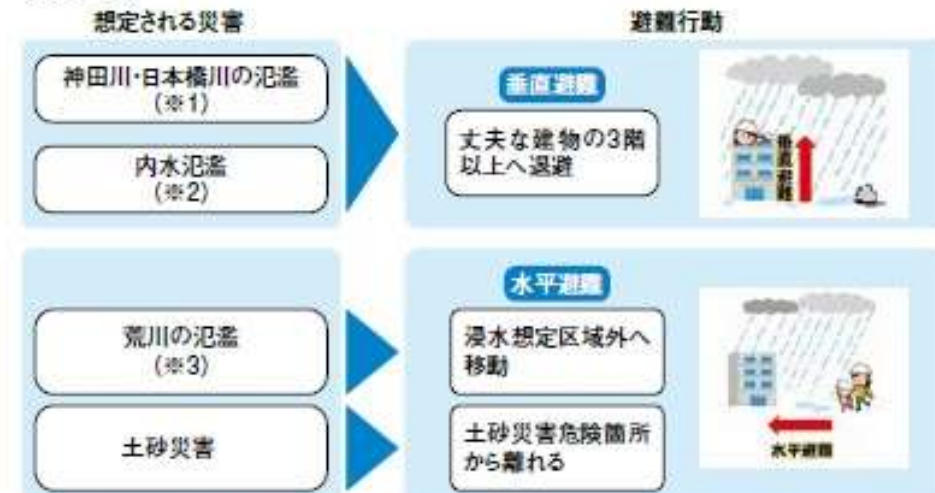 想定される災害
避難行動
神田川・日本橋川の氾濫
(※1)
内水氾濫
(※2)
垂直避難
丈夫な建物の3階
以上へ退避
垂直避難
荒川の氾濫
(※3)
土砂災害
水平避難
浸水想定区域外へ
移動
土砂災害危険箇所
から離れる
水平避難